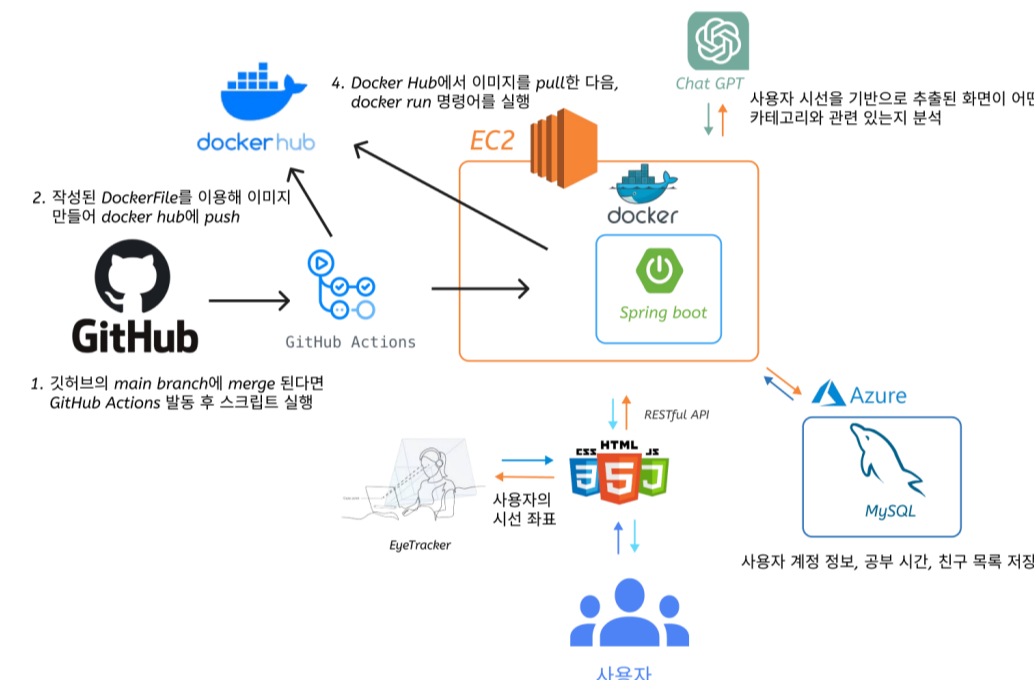 Chat GPT
사용자 시선을 기반으로 추출된 화면이 어떤
카테고리와 관련 있는지 분석
4. Docker Hub에서 이미지를 pull한 다음,
docker run 명령어를 실행
dockerhub
EC2
docker
Spring boot
2. 작성된 DockerFile를 이용해 이미지
만들어 docker hub에 push
GitHub
GitHub Actions
1. 깃허브의 main branch에 merge 된다면
GitHub Actions 발동 후 스크립트 실행
RESTful API
Azure
MySQL
사용자 계정 정보, 공부 시간, 친구 목록 저장
CSS HTML JS
3 5
사용자의
시선 좌표
EyeTracker
사용자